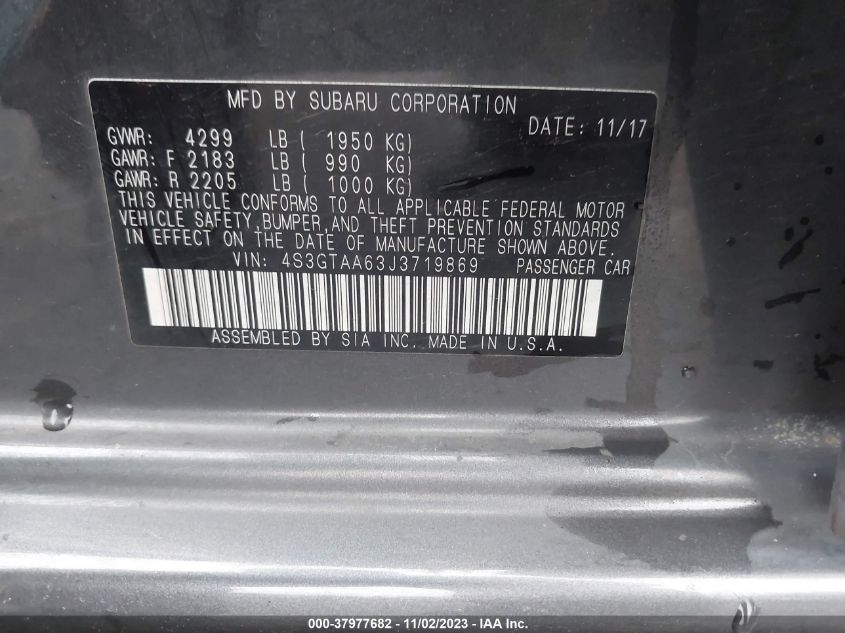 MFD BY SUBARU CORPORATION
DATE: 11/17
GVWR: 4299 LB ( 1950 KG)
GAWR: F 2183 LB ( 990 KG)
GAWR: R 2205 LB ( 1000 KG)
THIS VEHICLE CONFORMS TO ALL APPLICABLE FEDERAL MOTOR
VEHICLE SAFETY, BUMPER, AND THEFT PREVENTION STANDARDS
IN EFFECT ON THE DATE OF MANUFACTURE SHOWN ABOVE.
VIN: 4S3GTAA63J3719869 PASSENGER CAR
ASSEMBLED BY SIA INC. MADE IN U.S.A.
000-37977682 - 11/02/2023 - IAA Inc.